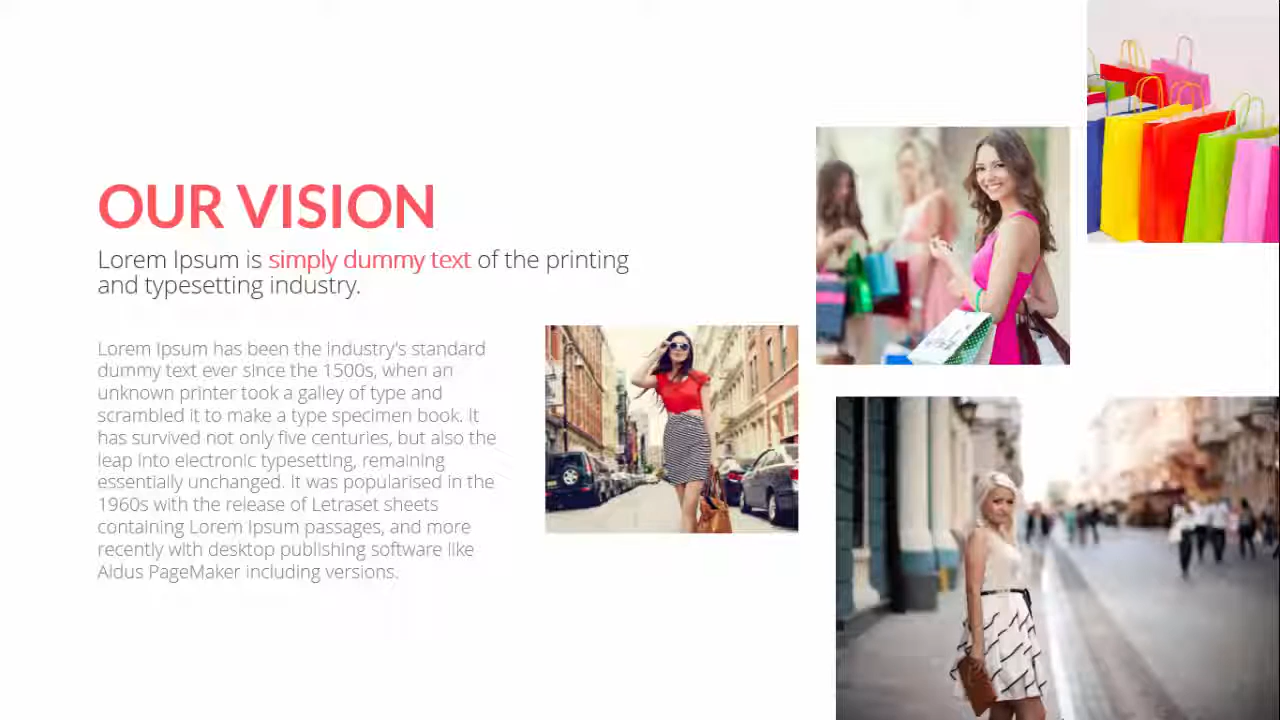 OUR VISION
Lorem Ipsum is simply dummy text of the printing
and typesetting industry.
Lorem Ipsum has been the industry's standard
dummy text ever since the 1500s, when an
unknown printer took a galley of type and
scrambled it to make a type specimen book. It
has survived not only five centuries, but also the
leap into electronic typesetting, remaining
essentially unchanged. It was popularised in the
1960s with the release of Letraset sheets
containing Lorem Ipsum passages, and more
recently with desktop publishing software like
Aldus PageMaker including versions.